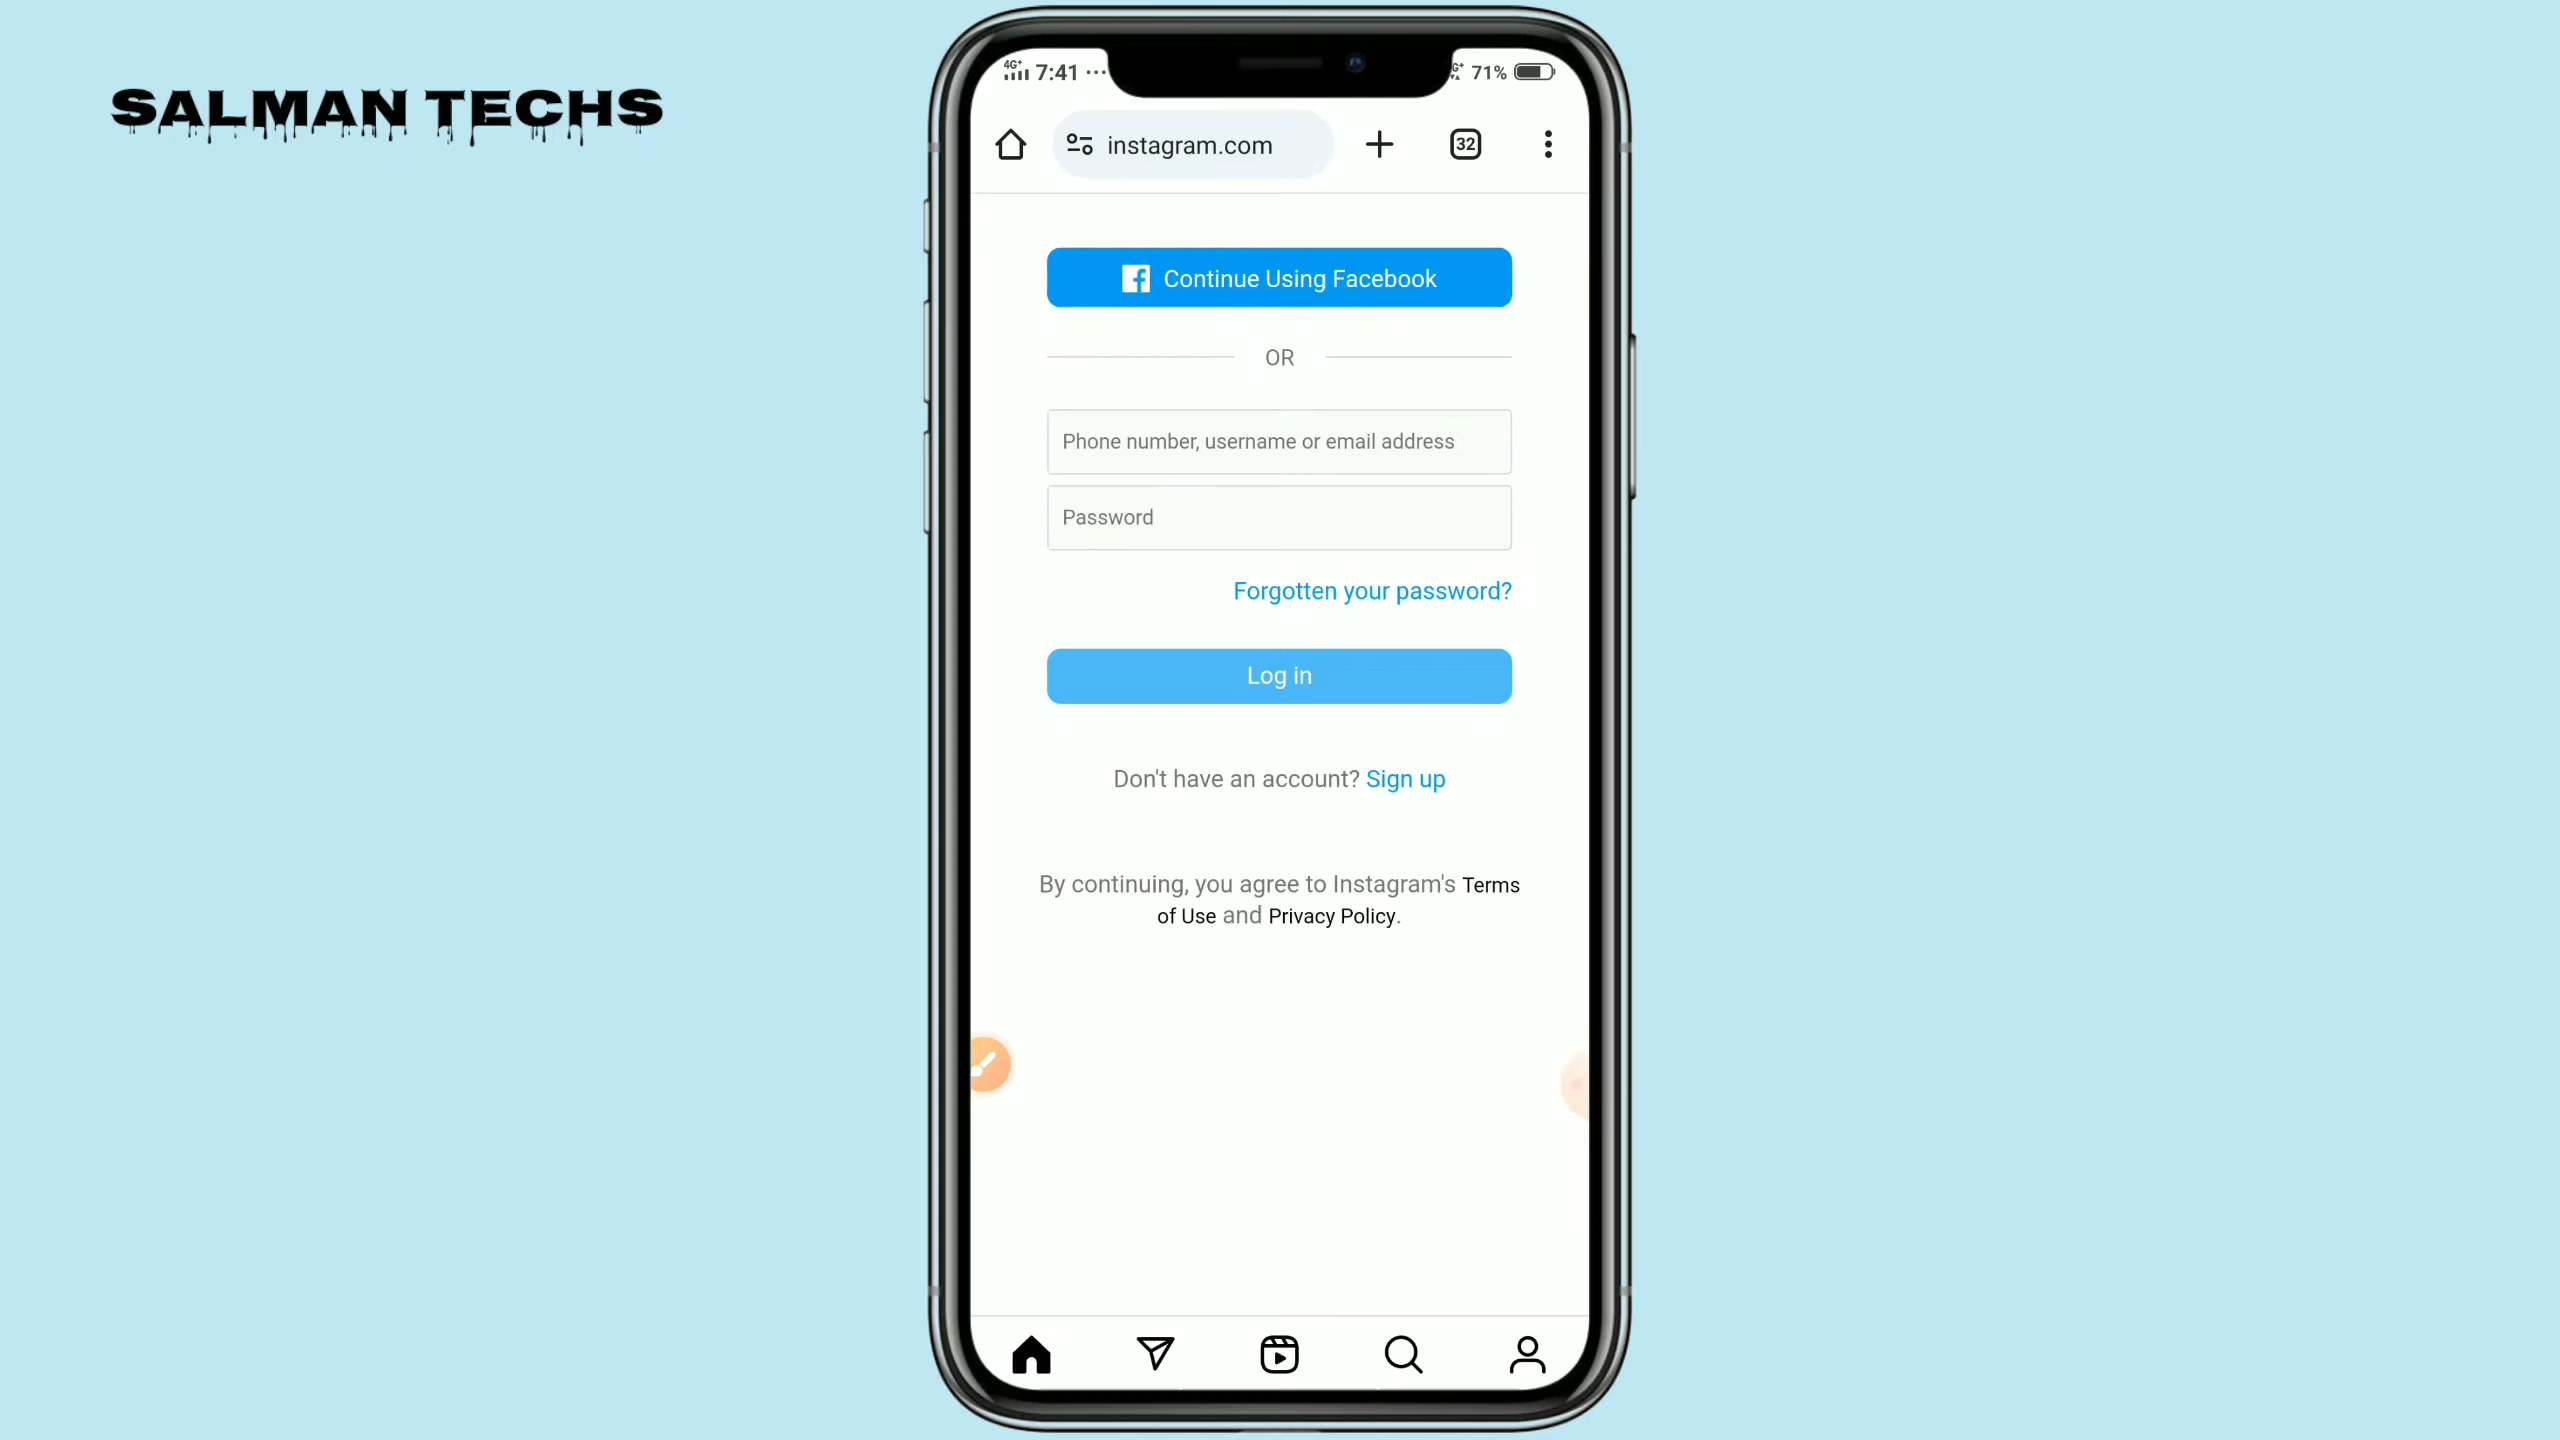 SALMAN TECHS
4G+ 7:41 ...
71%
instagram.com
32
Continue Using Facebook
OR
Phone number, username or email address
Password
Forgotten your password?
Log in
Don't have an account? Sign up
By continuing, you agree to Instagram's Terms
of Use and Privacy Policy.